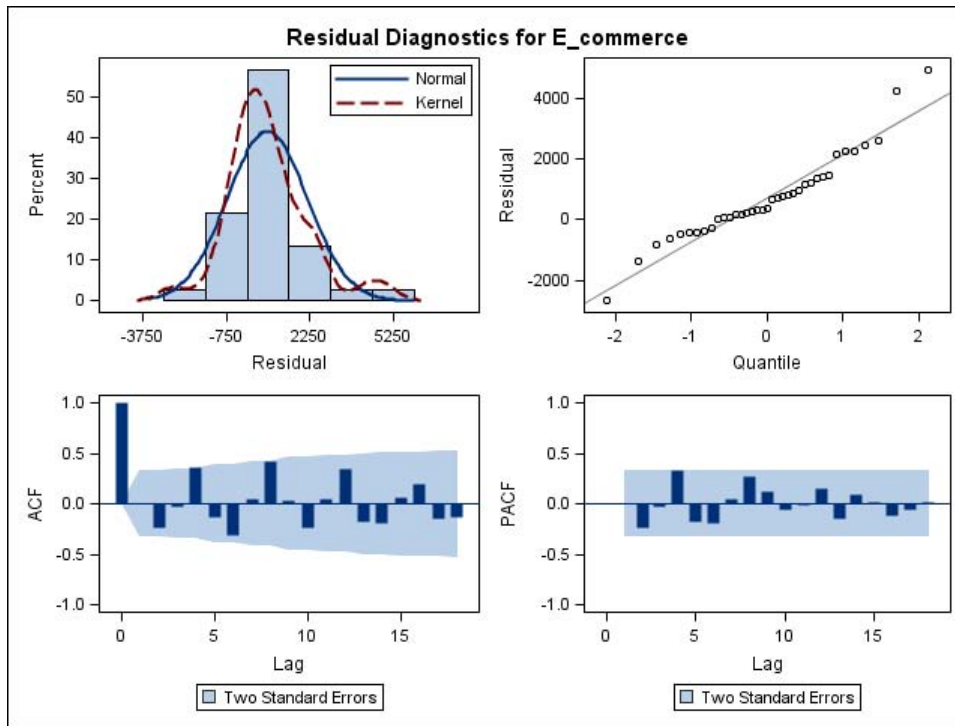 Residual Diagnostics for E_commerce
Percent
50
40
30
20
10
0
Normal
Kernel
-3750
-750
2250
5250
Residual
Residual
4000
2000
0
-2000
-2
-1
0
1
2
Quantile
ACF
1.0
0.5
0.0
-0.5
-1.0
0
5
10
15
Lag
Two Standard Errors
PACF
1.0
0.5
0.0
-0.5
-1.0
0
5
10
15
Lag
Two Standard Errors